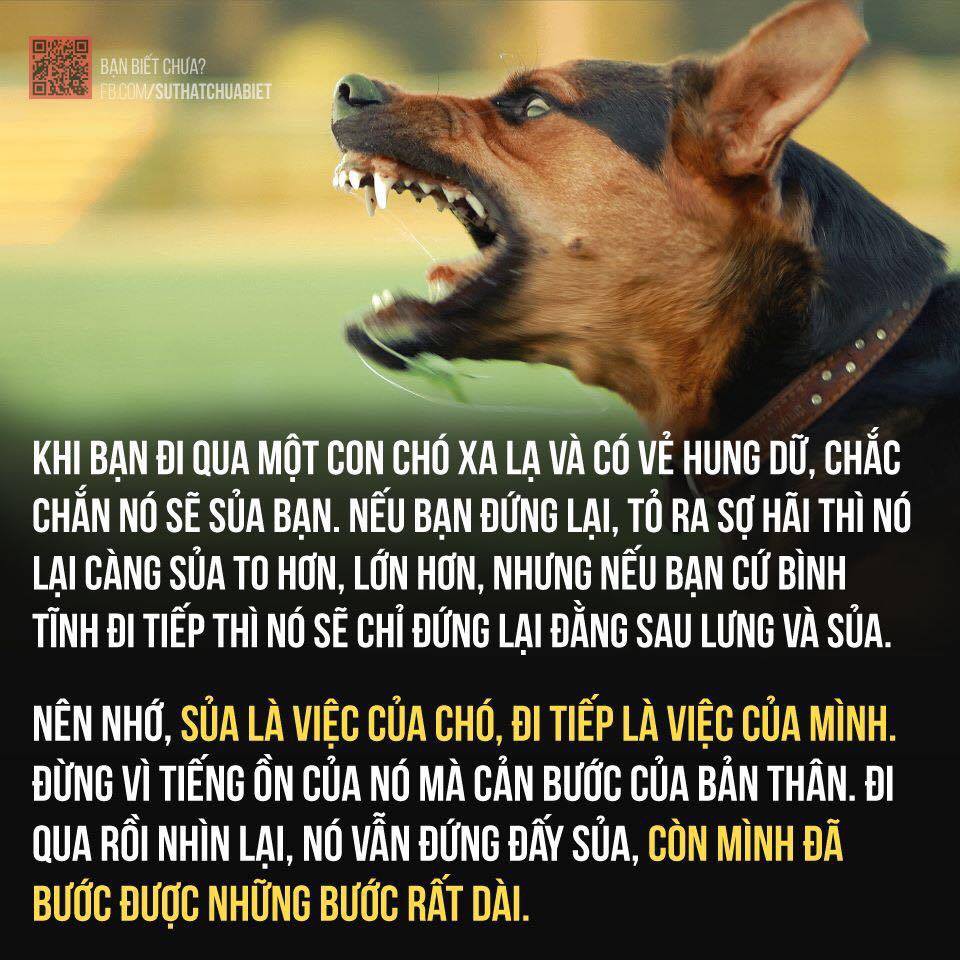 BẠN BIẾT CHƯA?
FB.COM/SUTHATCHUABIET
KHI BẠN ĐI QUA MỘT CON CHÓ XA LẠ VÀ CÓ VẺ HUNG DỮ, CHẮC
CHẮN NÓ SẼ SỦA BẠN. NẾU BẠN ĐỨNG LẠI, TỎ RA SỢ HÃI THÌ NÓ
LẠI CÀNG SỦA TO HƠN, LỚN HƠN, NHƯNG NẾU BẠN CỨ BÌNH
TĨNH ĐI TIẾP THÌ NÓ SẼ CHỈ ĐỨNG LẠI ĐẰNG SAU LƯNG VÀ SỦA.
NÊN NHỚ, SỦA LÀ VIỆC CỦA CHÓ, ĐI TIẾP LÀ VIỆC CỦA MÌNH.
ĐỪNG VÌ TIẾNG ỒN CỦA NÓ MÀ CẢN BƯỚC CỦA BẢN THÂN. ĐI
QUA RỒI NHÌN LẠI, NÓ VẪN ĐỨNG ĐẤY SỦA, CÒN MÌNH ĐÃ
BƯỚC ĐƯỢC NHỮNG BƯỚC RẤT DÀI.